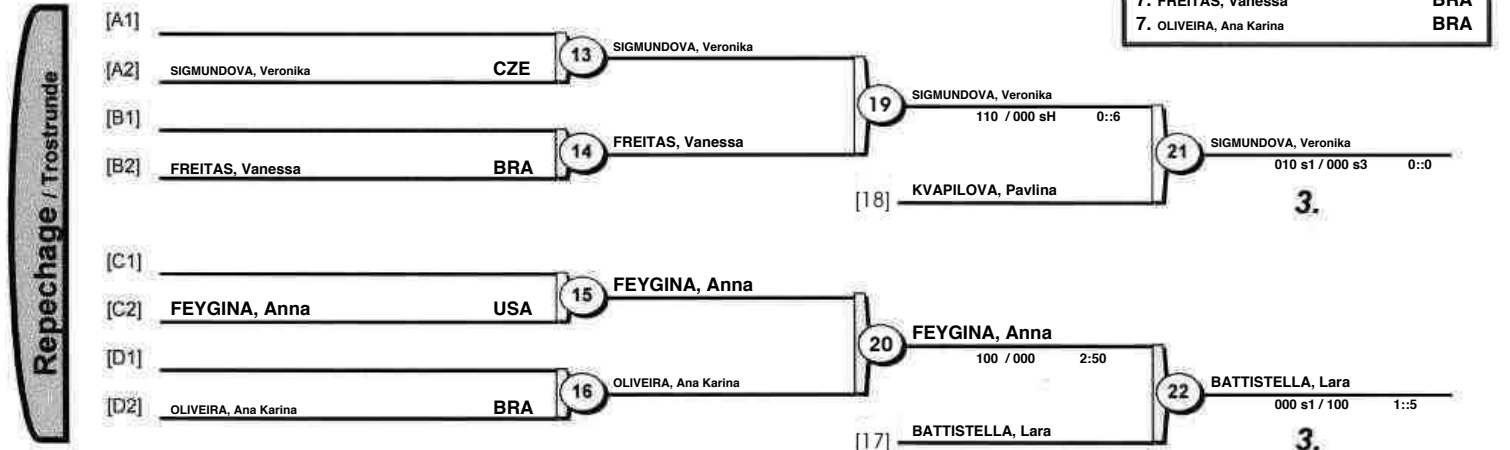 7. FREITAS, Vanessa BRA
7. OLIVEIRA, Ana Karina BRA
Repechage / Trostrunde
[A1]
[A2] SIGMUNDOVA, Veronika CZE
13 SIGMUNDOVA, Veronika
[B1]
[B2] FREITAS, Vanessa BRA
14 FREITAS, Vanessa
19 SIGMUNDOVA, Veronika
110 / 000 sH 0::6
[18] KVAPILOVA, Pavlina
21 SIGMUNDOVA, Veronika
010 s1 / 000 s3 0::0
3.
[C1]
[C2] FEYGINA, Anna USA
15 FEYGINA, Anna
[D1]
[D2] OLIVEIRA, Ana Karina BRA
16 OLIVEIRA, Ana Karina
20 FEYGINA, Anna
100 / 000 2:50
[17] BATTISTELLA, Lara
22 BATTISTELLA, Lara
000 s1 / 100 1::5
3.